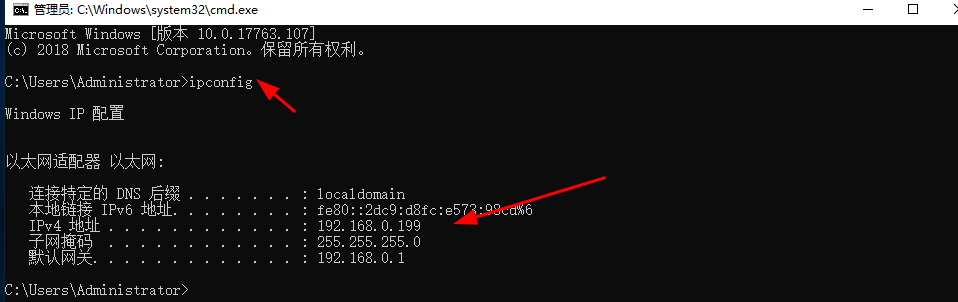 管理员: C:\Windows\system32\cmd.exe
Microsoft Windows [版本 10.0.17763.107]
(c) 2018 Microsoft Corporation。保留所有权利。
C:\Users\Administrator>ipconfig
Windows IP 配置
以太网适配器 以太网:
连接特定的 DNS 后缀 . . . . . . . : localdomain
本地链接 IPv6 地址. . . . . . . . : fe80::2dc9:d8fc:e573:98cd%6
IPv4 地址 . . . . . . . . . . . . : 192.168.0.199
子网掩码 . . . . . . . . . . . . : 255.255.255.0
默认网关. . . . . . . . . . . . . : 192.168.0.1
C:\Users\Administrator>